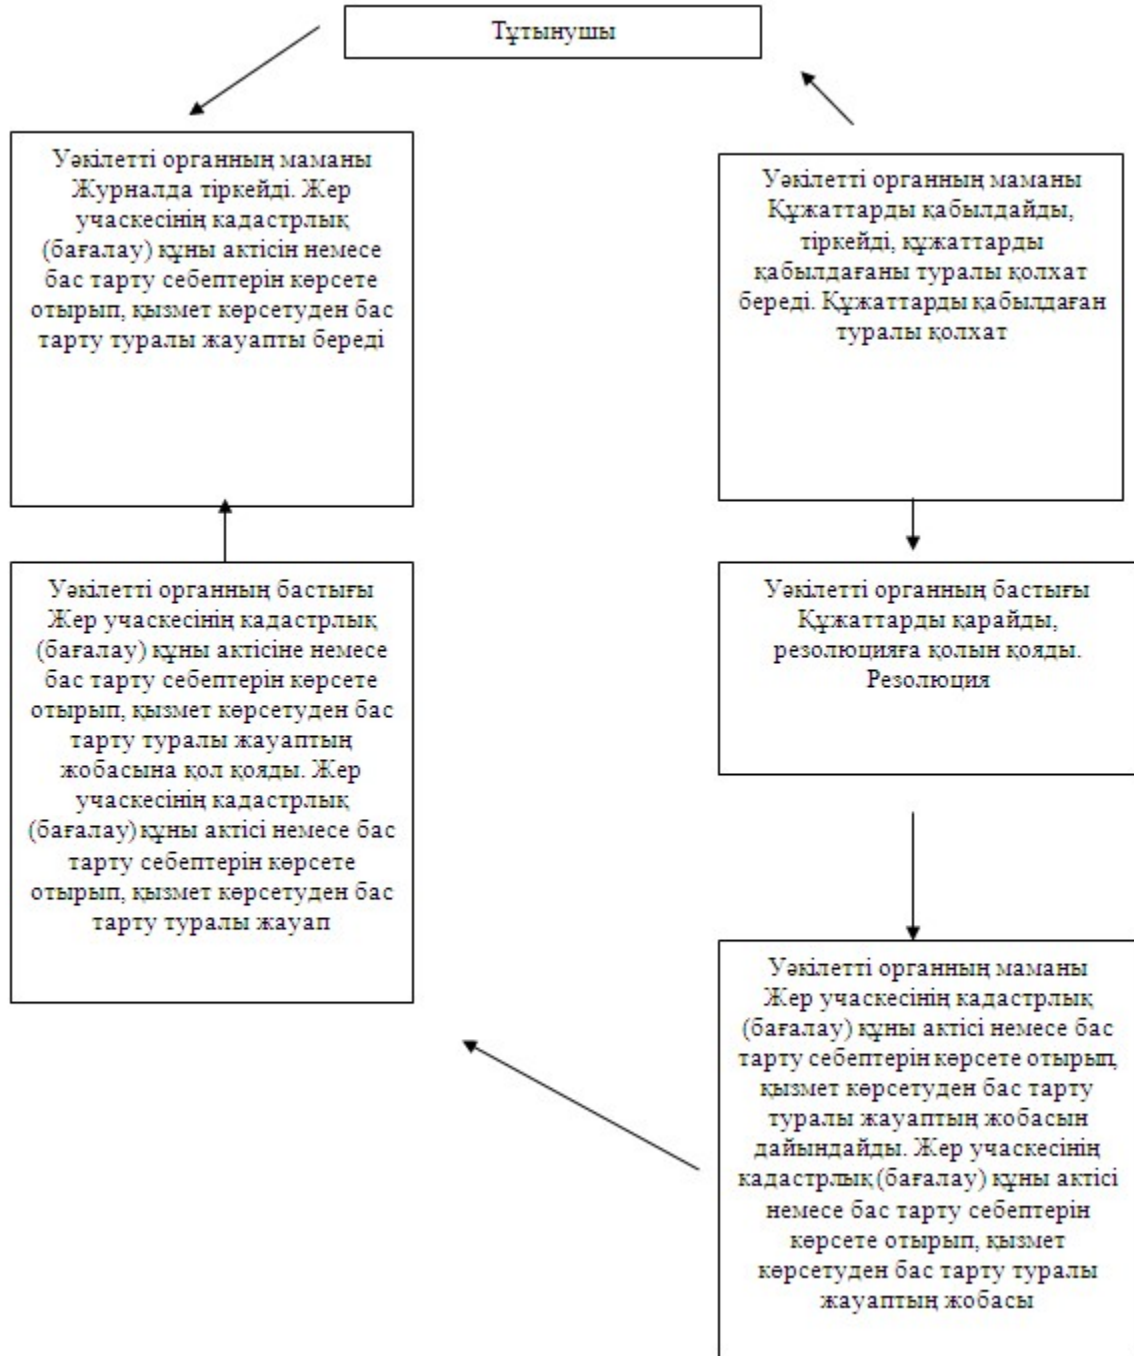 Тұтынушы
Уәкілетті органның маманы
Журналда тіркейді. Жер
учаскесінің кадастрлық
(бағалау) құны актісін немесе
бас тарту себептерін көрсете
отырып, қызмет көрсетуден бас
тарту туралы жауапты береді
Уәкілетті органның маманы
Құжаттарды қабылдайды,
тіркейді, құжаттарды
қабылдағаны туралы қолхат
береді. Құжаттарды қабылдаған
туралы қолхат
Уәкілетті органның бастығы
Жер учаскесінің кадастрлық
(бағалау) құны актісіне немесе
бас тарту себептерін көрсете
отырып, қызмет көрсетуден бас
тарту туралы жауаптың
жобасына қол қояды. Жер
учаскесінің кадастрлық
(бағалау) құны актісі немесе бас
тарту себептерін көрсете
отырып, қызмет көрсетуден бас
тарту туралы жауап
Уәкілетті органның бастығы
Құжаттарды қарайды,
резолюцияға қолын қояды.
Резолюция
Уәкілетті органның маманы
Жер учаскесінің кадастрлық
(бағалау) құны актісі немесе бас
тарту себептерін көрсете отырып,
қызмет көрсетуден бас тарту
туралы жауаптың жобасын
дайындайды. Жер учаскесінің
кадастрлық (бағалау) құны актісі
немесе бас тарту себептерін
көрсете отырып, қызмет
көрсетуден бас тарту туралы
жауаптың жобасы